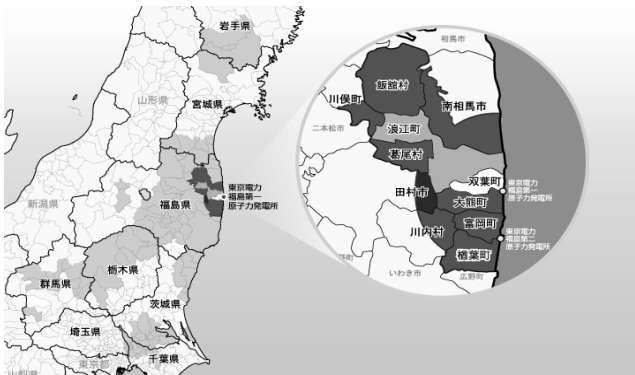 岩手県
山形県
宮城県
新潟県
福島県
東京電力
福島第一
原子力発電所
栃木県
群馬県
茨城県
埼玉県
東京都
千葉県
山梨県
相馬市
飯舘村
川俣町
南相馬市
二本松市
浪江町
葛尾村
双葉町
東京電力
福島第一
原子力発電所
田村市
大熊町
富岡町
川内村
東京電力
福島第二
原子力発電所
楢葉町
いわき市
広野町